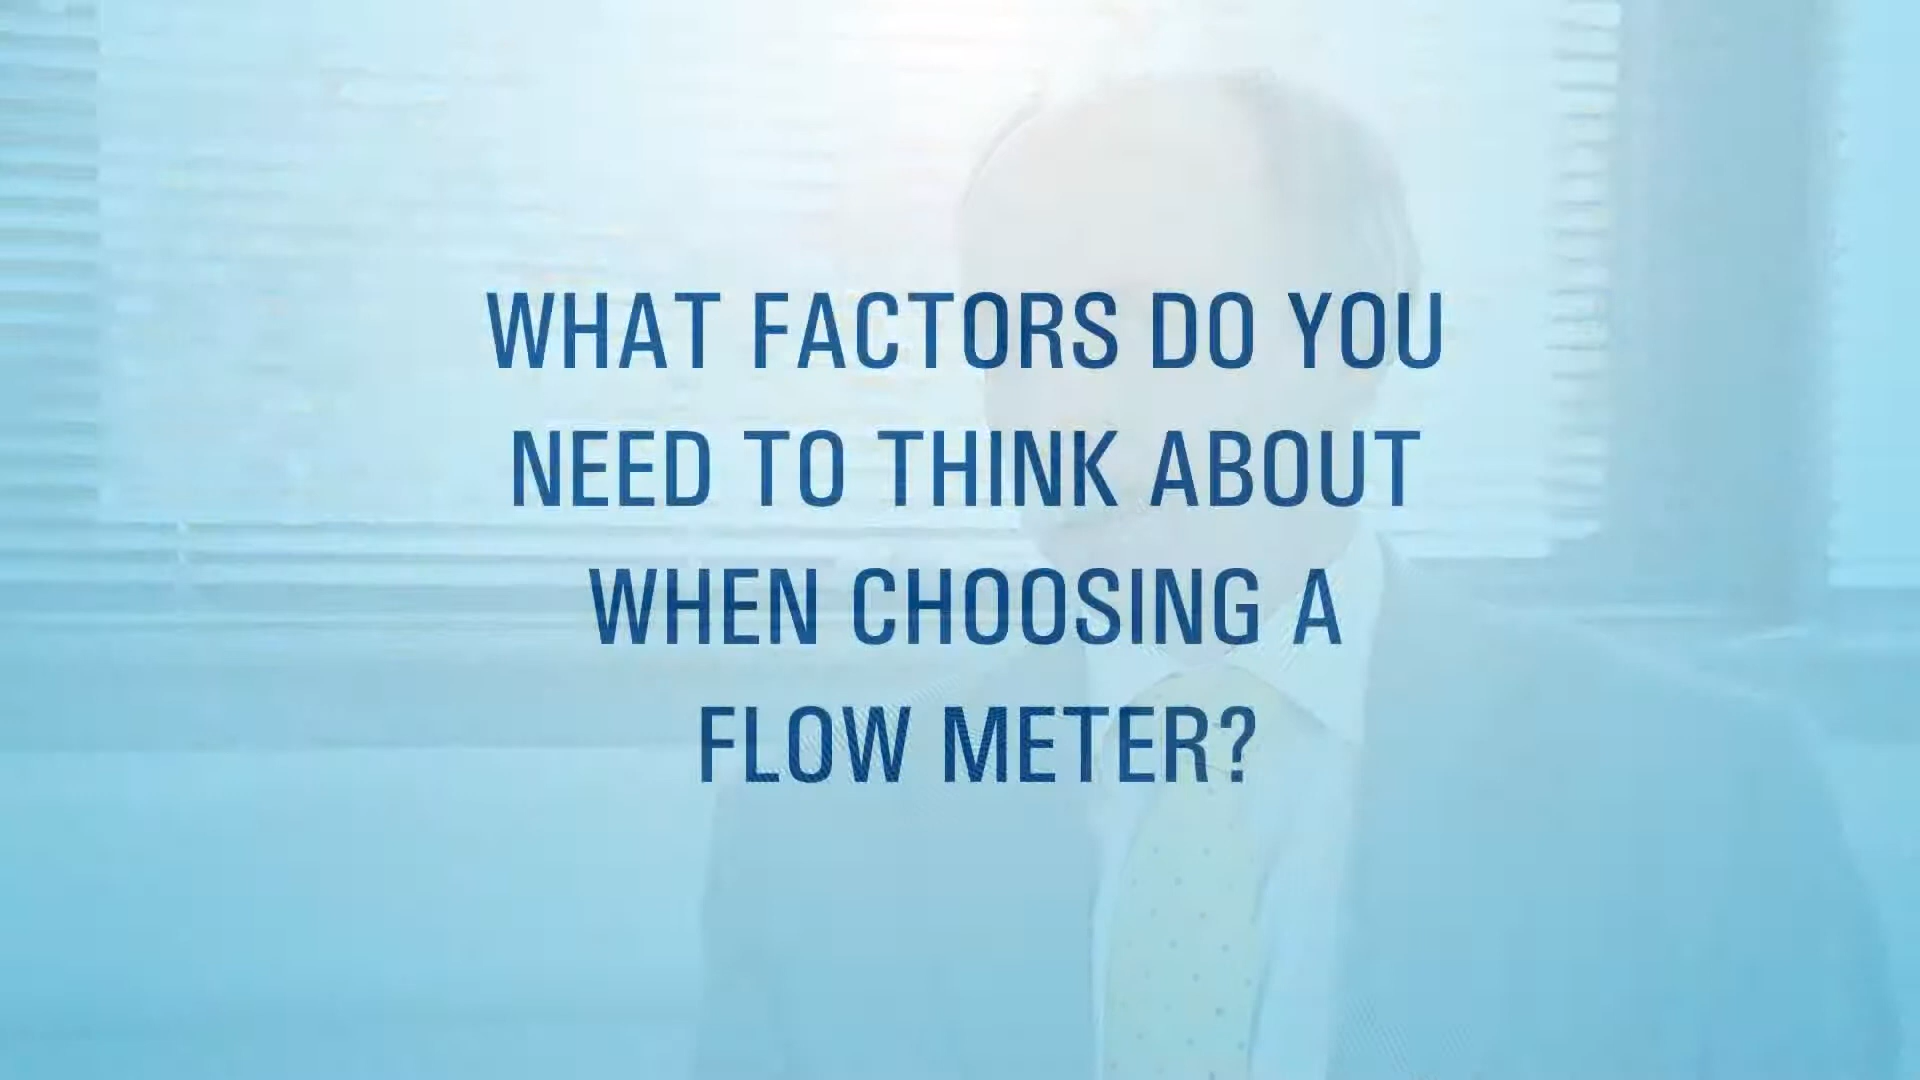 WHAT FACTORS DO YOU
NEED TO THINK ABOUT
WHEN CHOOSING A
FLOW METER?